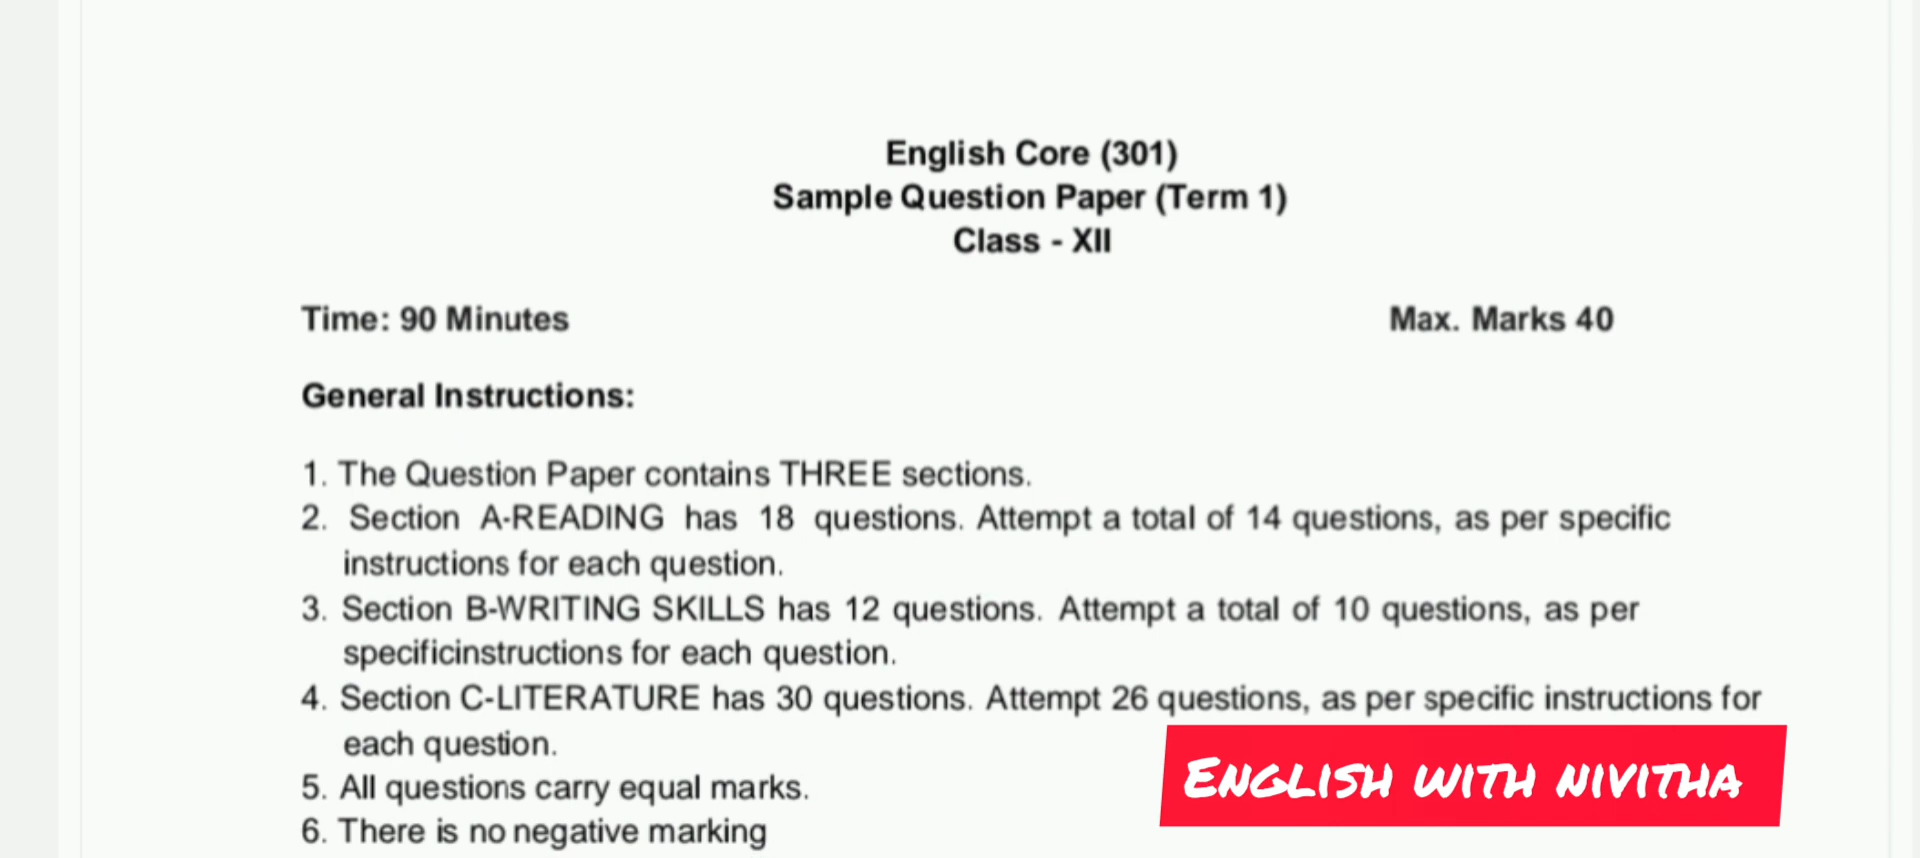 English Core (301)
Sample Question Paper (Term 1)
Class - XII
Time: 90 Minutes Max. Marks 40
General Instructions:
1. The Question Paper contains THREE sections.
2. Section A-READING has 18 questions. Attempt a total of 14 questions, as per specific
instructions for each question.
3. Section B-WRITING SKILLS has 12 questions. Attempt a total of 10 questions, as per
specificinstructions for each question.
4. Section C-LITERATURE has 30 questions. Attempt 26 questions, as per specific instructions for
each question.
5. All questions carry equal marks.
6. There is no negative marking
ENGLISH WITH NIVITHA